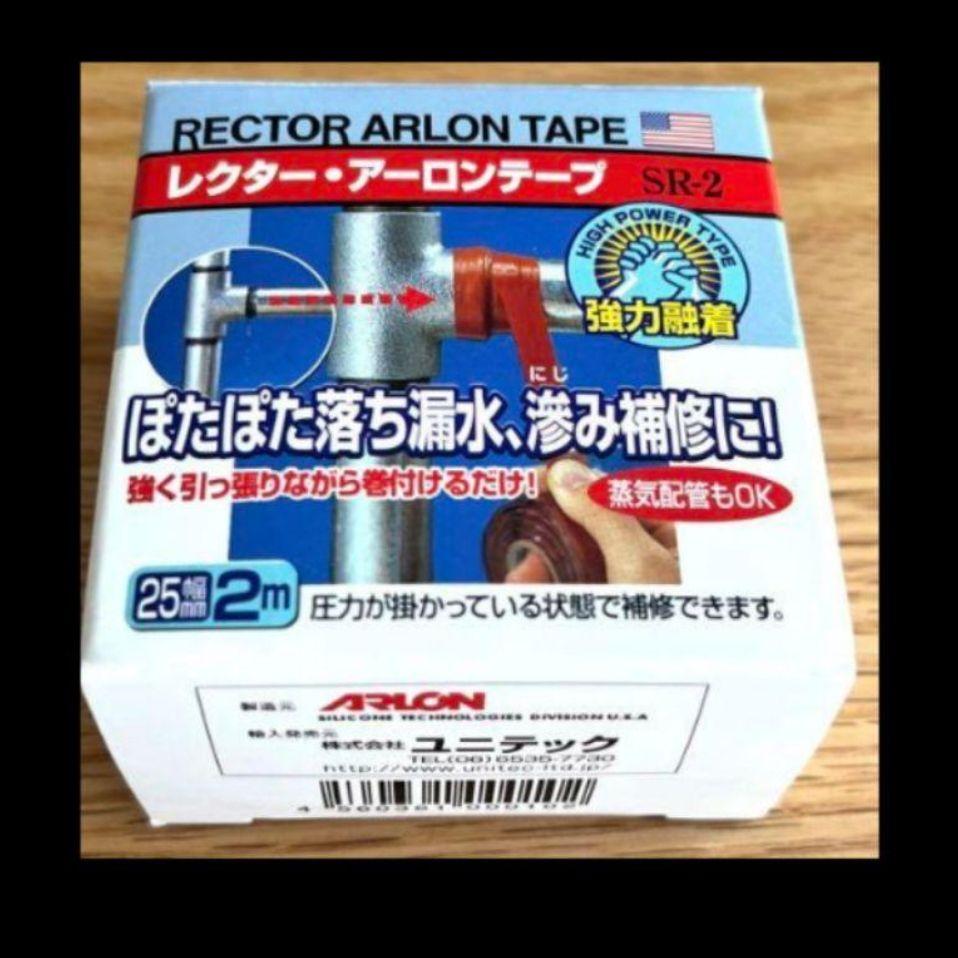 RECTOR ARLON TAPE
レクター・アーロンテープ SR-2
HIGH POWER TYPE
強力融着
にじ
ぽたぽた落ち漏水、滲み補修に!
強く引っ張りながら巻付けるだけ!
蒸気配管もOK
25mm幅 2m
圧力が掛かっている状態で補修できます。
製造元 ARLON
SILICONE TECHNOLOGIES DIVISION U.S.A
輸入発売元
株式会社 ユニテック
TEL(06)6535-7730
http://www.unitec-ltd.jp/